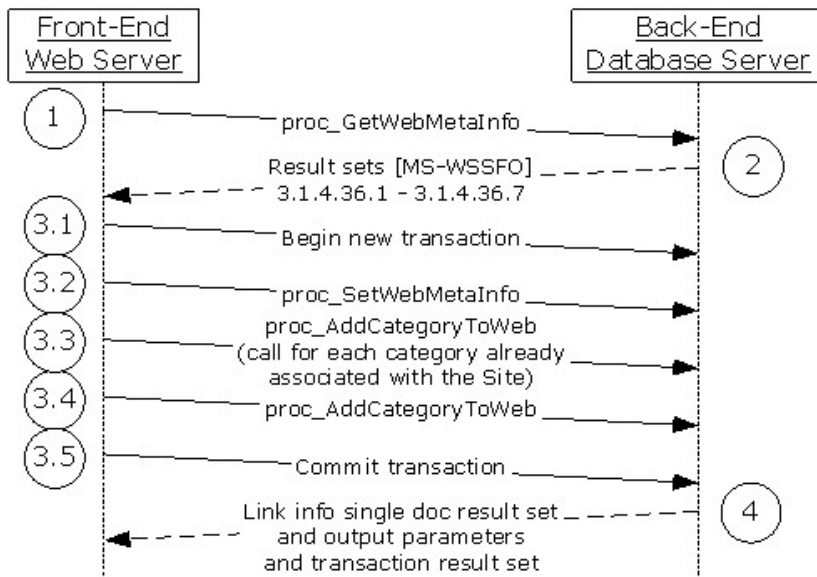 Front-End
Web Server
Back-End
Database Server
1
proc_GetWebMetaInfo
Result sets [MS-WSSFO]
3.1.4.36.1 - 3.1.4.36.7
2
3.1
Begin new transaction
3.2
proc_SetWebMetaInfo
3.3
proc_AddCategoryToWeb
(call for each category already
associated with the Site)
3.4
proc_AddCategoryToWeb
3.5
Commit transaction
Link info single doc result set
and output parameters
and transaction result set
4